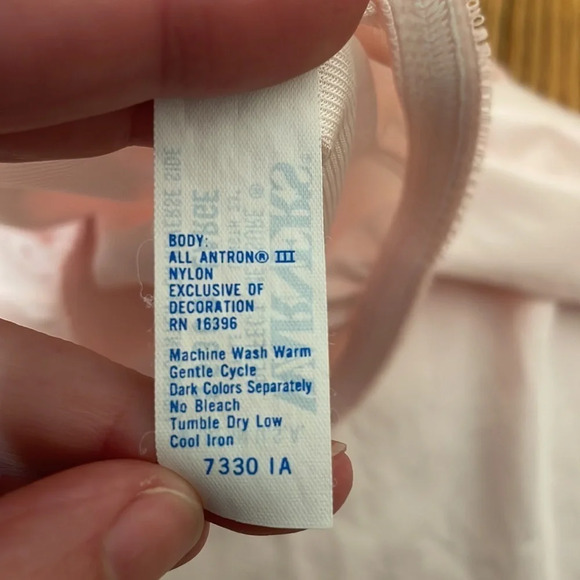 BODY:
ALL ANTRON® III
NYLON
EXCLUSIVE OF
DECORATION
RN 16396
Machine Wash Warm
Gentle Cycle
Dark Colors Separately
No Bleach
Tumble Dry Low
Cool Iron
7330 IA